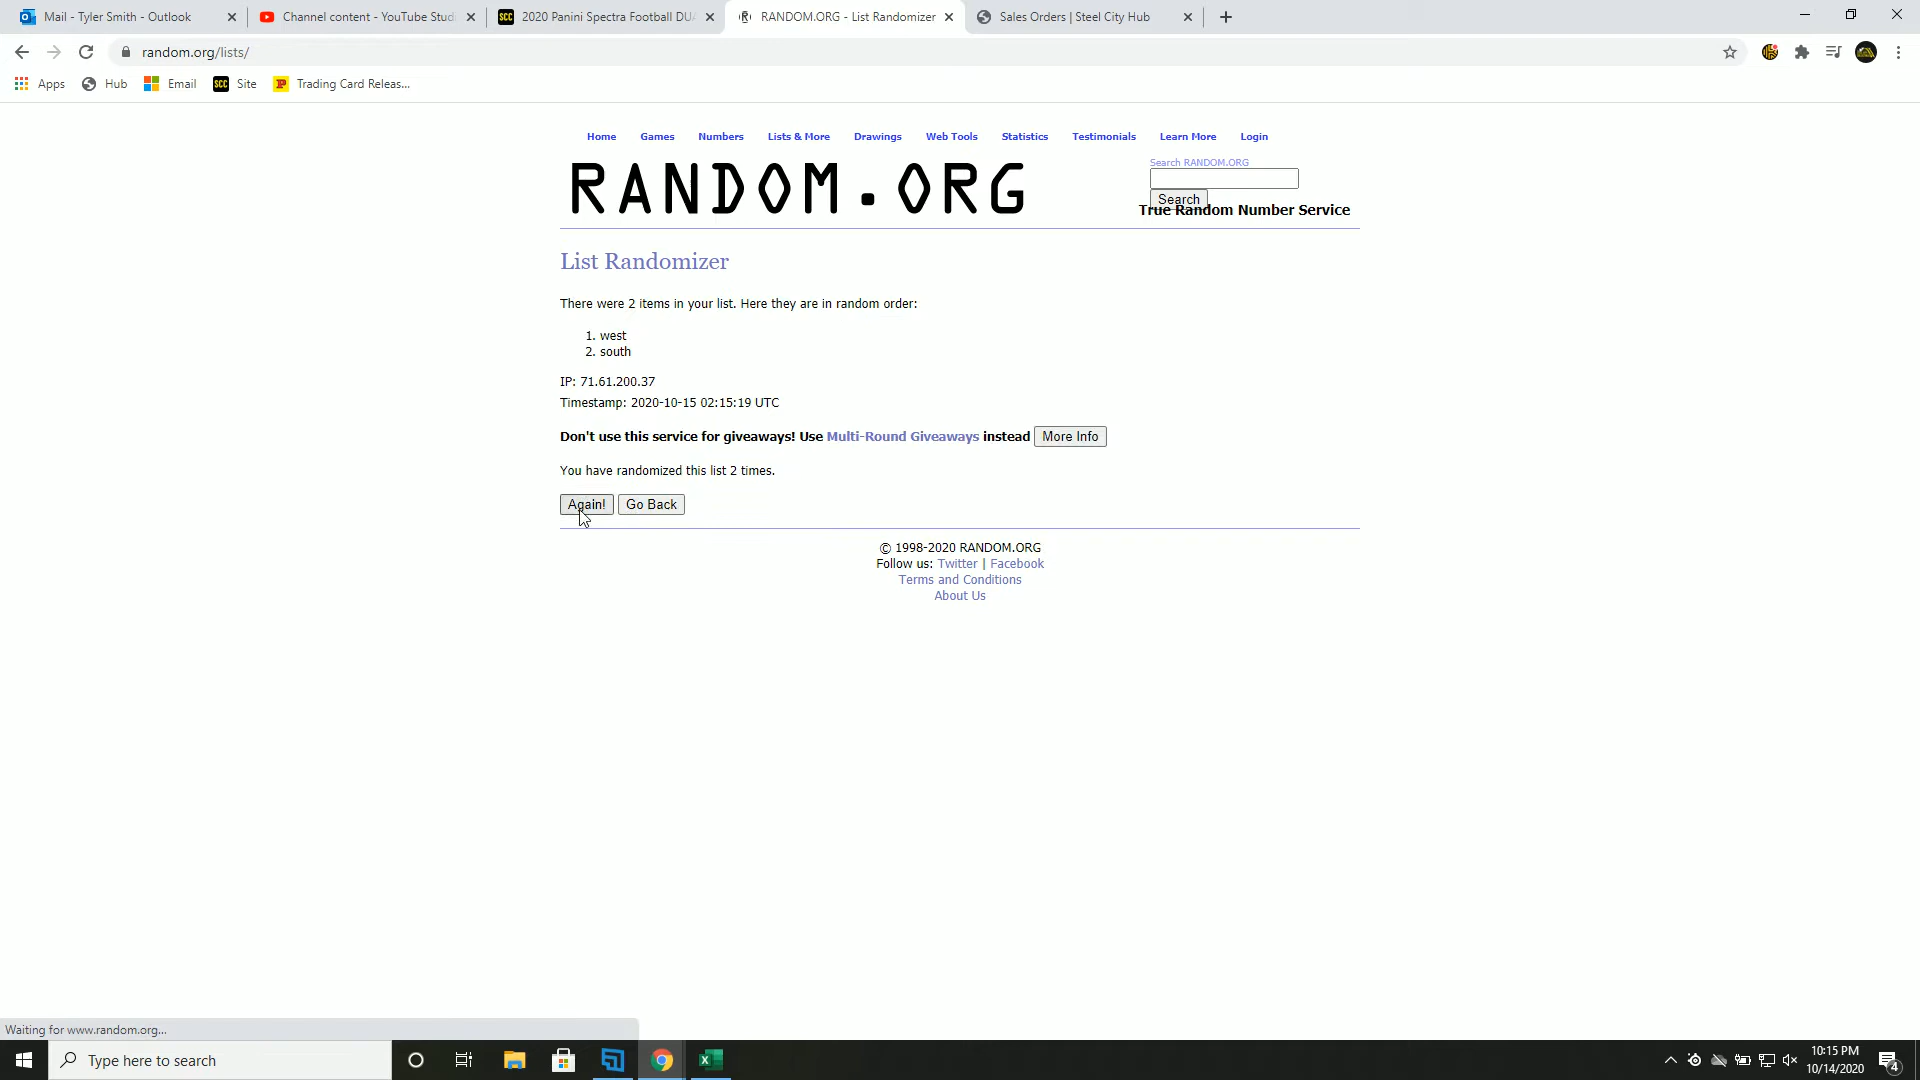 Mail - Tyler Smith - Outlook
Channel content - YouTube Stud
SCC 2020 Panini Spectra Football DUA
RANDOM.ORG - List Randomizer
Sales Orders | Steel City Hub
random.org/lists/
Apps
Hub
Email
SCC Site
Trading Card Releas...
Home Games Numbers Lists & More Drawings Web Tools Statistics Testimonials Learn More Login
RANDOM.ORG
Search RANDOM.ORG
Search
True Random Number Service
List Randomizer
There were 2 items in your list. Here they are in random order:
1. west
2. south
IP: 71.61.200.37
Timestamp: 2020-10-15 02:15:19 UTC
Don't use this service for giveaways! Use Multi-Round Giveaways instead More Info
You have randomized this list 2 times.
Again! Go Back
© 1998-2020 RANDOM.ORG
Follow us: Twitter | Facebook
Terms and Conditions
About Us
Waiting for www.random.org...
Type here to search
10:15 PM
10/14/2020
4